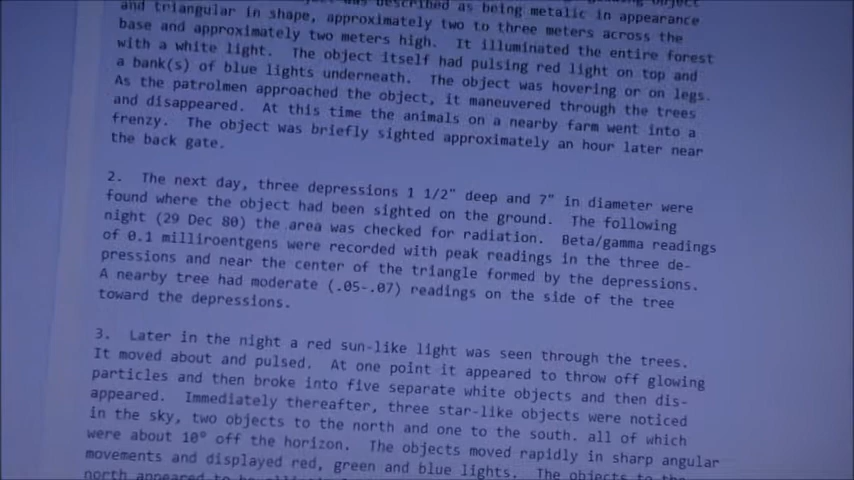 was described as being metalic in appearance
and triangular in shape, approximately two to three meters across the
base and approximately two meters high.  It illuminated the entire forest
with a white light.  The object itself had pulsing red light on top and
a bank(s) of blue lights underneath.  The object was hovering or on legs.
As the patrolmen approached the object, it maneuvered through the trees
and disappeared.  At this time the animals on a nearby farm went into a
frenzy.  The object was briefly sighted approximately an hour later near
the back gate.
2.  The next day, three depressions 1 1/2" deep and 7" in diameter were
found where the object had been sighted on the ground.  The following
night (29 Dec 80) the area was checked for radiation.  Beta/gamma readings
of 0.1 milliroentgens were recorded with peak readings in the three de-
pressions and near the center of the triangle formed by the depressions.
A nearby tree had moderate (.05-.07) readings on the side of the tree
toward the depressions.
3.  Later in the night a red sun-like light was seen through the trees.
It moved about and pulsed.  At one point it appeared to throw off glowing
particles and then broke into five separate white objects and then dis-
appeared.  Immediately thereafter, three star-like objects were noticed
in the sky, two objects to the north and one to the south. all of which
were about 10° off the horizon.  The objects moved rapidly in sharp angular
movements and displayed red, green and blue lights.  The objects to the
north appeared to be